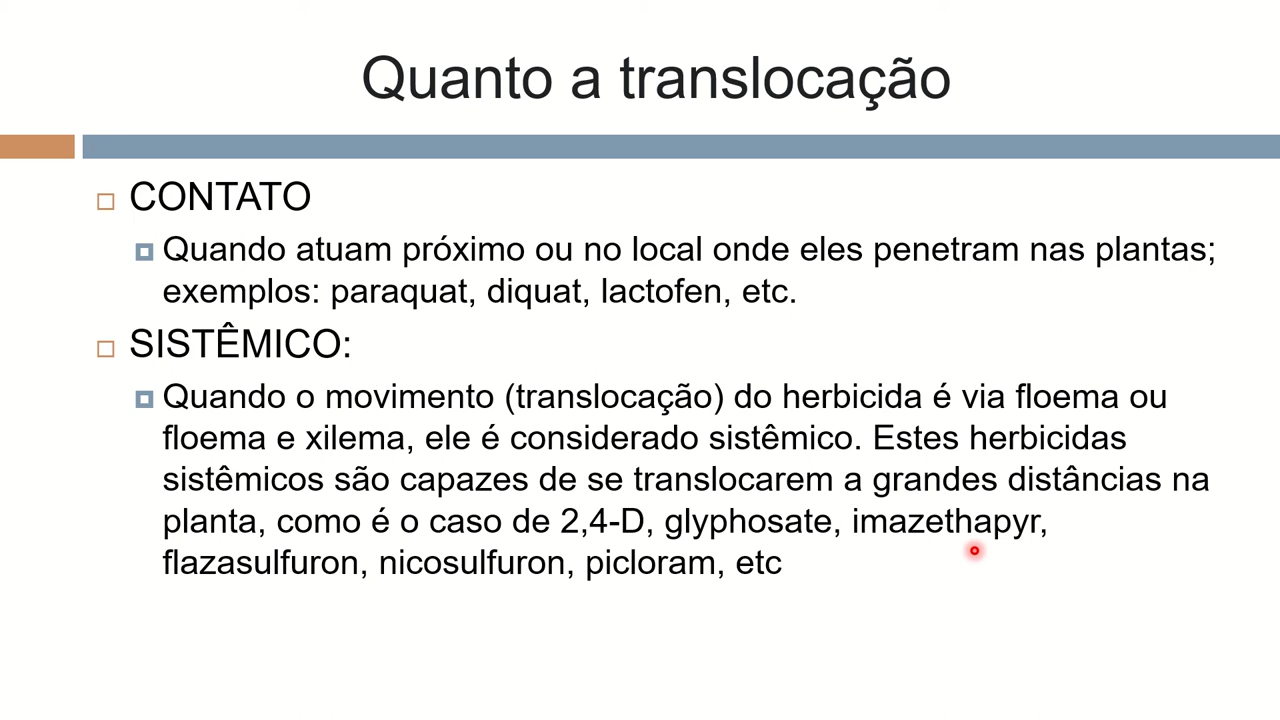 Quanto a translocação
CONTATO
Quando atuam próximo ou no local onde eles penetram nas plantas;
exemplos: paraquat, diquat, lactofen, etc.
SISTÊMICO:
Quando o movimento (translocação) do herbicida é via floema ou
floema e xilema, ele é considerado sistêmico. Estes herbicidas
sistêmicos são capazes de se translocarem a grandes distâncias na
planta, como é o caso de 2,4-D, glyphosate, imazethapyr,
flazasulfuron, nicosulfuron, picloram, etc